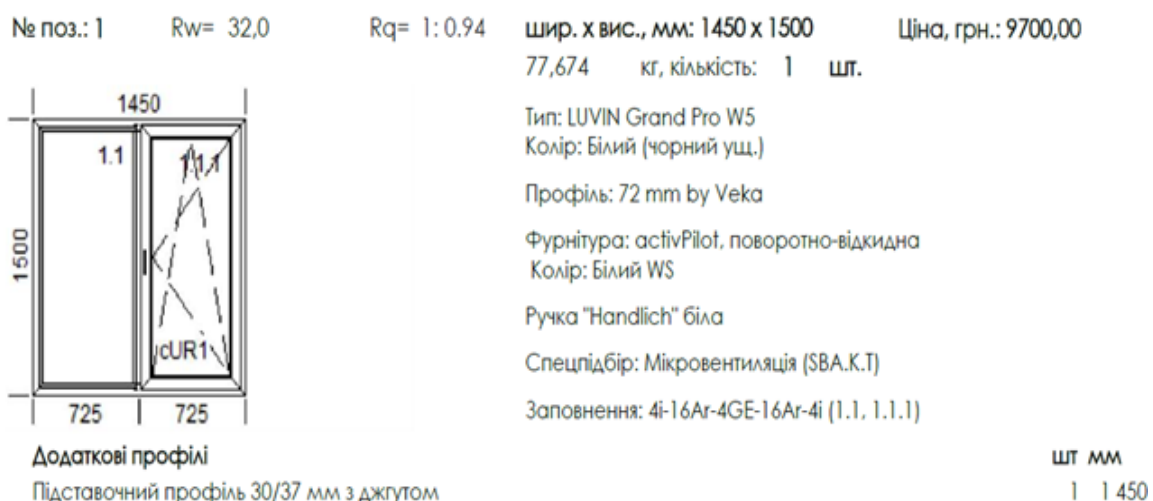 № поз.: 1 Rw= 32,0 Rq= 1: 0.94 шир. х вис., мм: 1450 x 1500 Ціна, грн.: 9700,00
77,674 кг, кількість: 1 шт.
1450
Тип: LUVIN Grand Pro W5
Колір: Білий (чорний ущ.)
1.1 1.1.1
Профіль: 72 mm by Veka
1500
Фурнітура: activPilot, поворотно-відкидна
Колір: Білий WS
Ручка "Handlich" біла
cUR1
Спецпідбір: Мікровентиляція (SBA.K.T)
725 725
Заповнення: 4i-16Ar-4GE-16Ar-4i (1.1, 1.1.1)
Додаткові профілі шт мм
Підставочний профіль 30/37 мм з джгутом 1 1 450